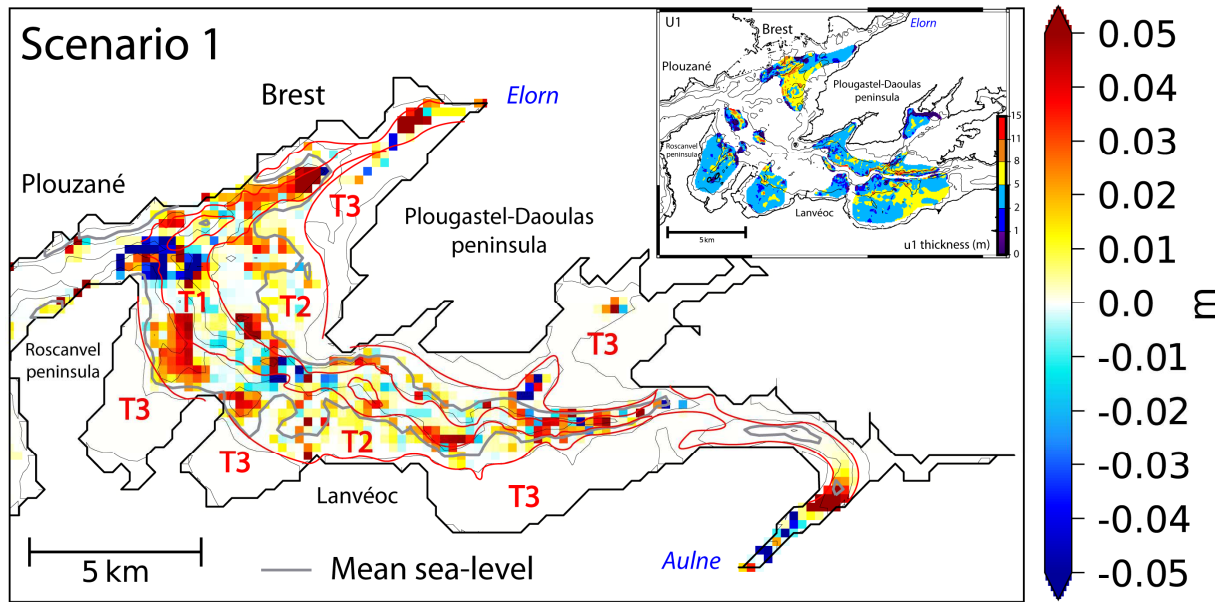 Scenario 1
Brest
Elorn
Plouzané
T3
Plougastel-Daoulas
peninsula
T1
T2
Roscanvel
peninsula
T3
T3
T2
T3
Lanvéoc
T3
5 km
Mean sea-level
Aulne
U1
Elorn
Brest
Plouzané
Plougastel-Daoulas
peninsula
Roscanvel
peninsula
Lanvéoc
5 km
u1 thickness (m)
15
11
8
5
2
1
0
0.05
0.04
0.03
0.02
0.01
0.0
-0.01
-0.02
-0.03
-0.04
-0.05
m